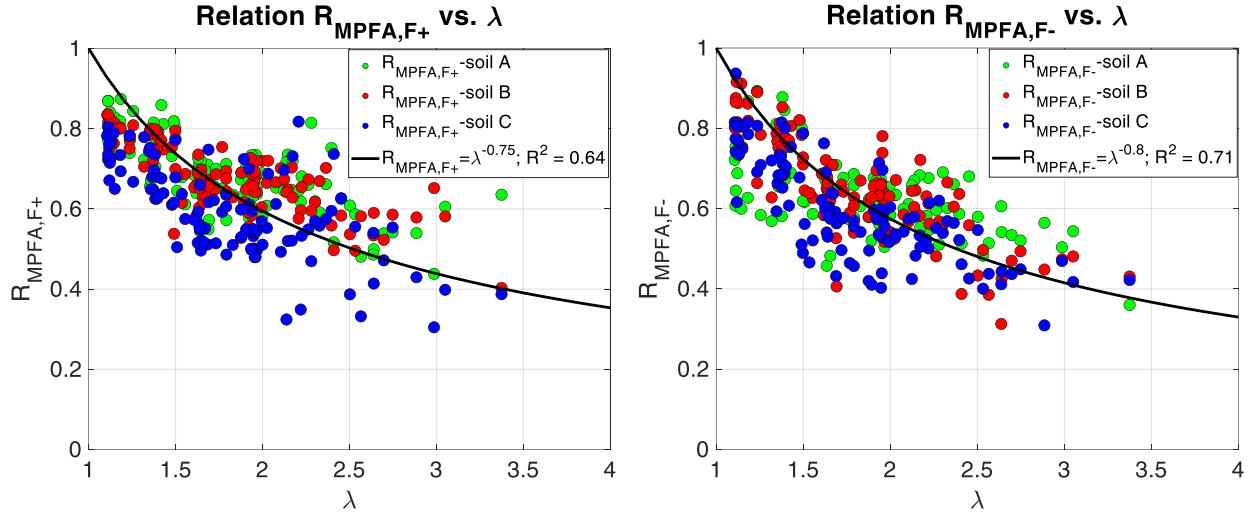 Relation R_MPFA,F+ vs. λ
R_MPFA,F+
1
0.8
0.6
0.4
0.2
0
R_MPFA,F+-soil A
R_MPFA,F+-soil B
R_MPFA,F+-soil C
R_MPFA,F+=λ^-0.75; R^2 = 0.64
1 1.5 2 2.5 3 3.5 4
λ
Relation R_MPFA,F- vs. λ
R_MPFA,F-
1
0.8
0.6
0.4
0.2
0
R_MPFA,F--soil A
R_MPFA,F--soil B
R_MPFA,F--soil C
R_MPFA,F-=λ^-0.8; R^2 = 0.71
1 1.5 2 2.5 3 3.5 4
λ